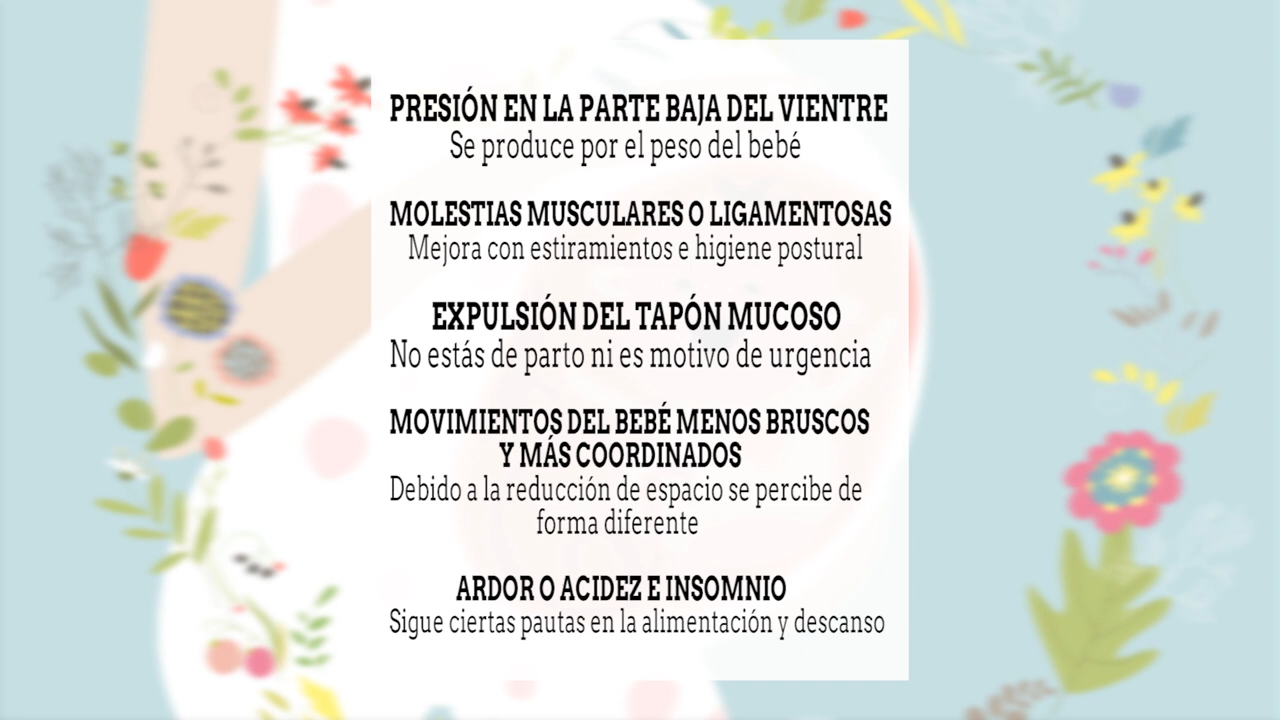 PRESIÓN EN LA PARTE BAJA DEL VIENTRE
Se produce por el peso del bebé
MOLESTIAS MUSCULARES O LIGAMENTOSAS
Mejora con estiramientos e higiene postural
EXPULSIÓN DEL TAPÓN MUCOSO
No estás de parto ni es motivo de urgencia
MOVIMIENTOS DEL BEBÉ MENOS BRUSCOS
Y MÁS COORDINADOS
Debido a la reducción de espacio se percibe de
forma diferente
ARDOR O ACIDEZ E INSOMNIO
Sigue ciertas pautas en la alimentación y descanso